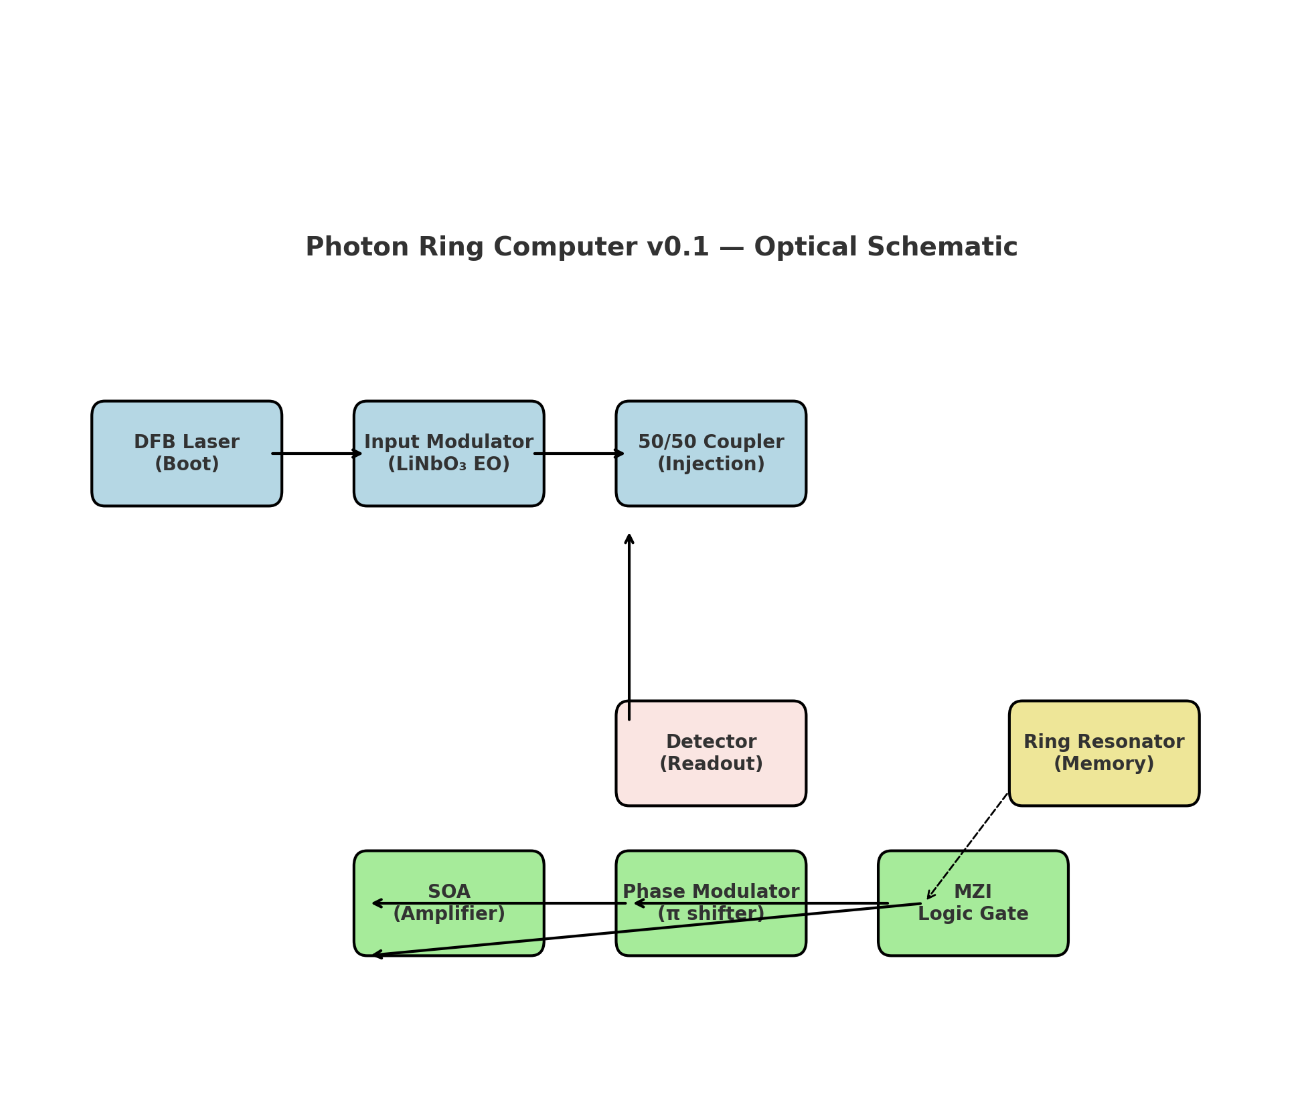 Photon Ring Computer v0.1 — Optical Schematic
DFB Laser
(Boot)
Input Modulator
(LiNbO₃ EO)
50/50 Coupler
(Injection)
Detector
(Readout)
Ring Resonator
(Memory)
SOA
(Amplifier)
Phase Modulator
(π shifter)
MZI
Logic Gate